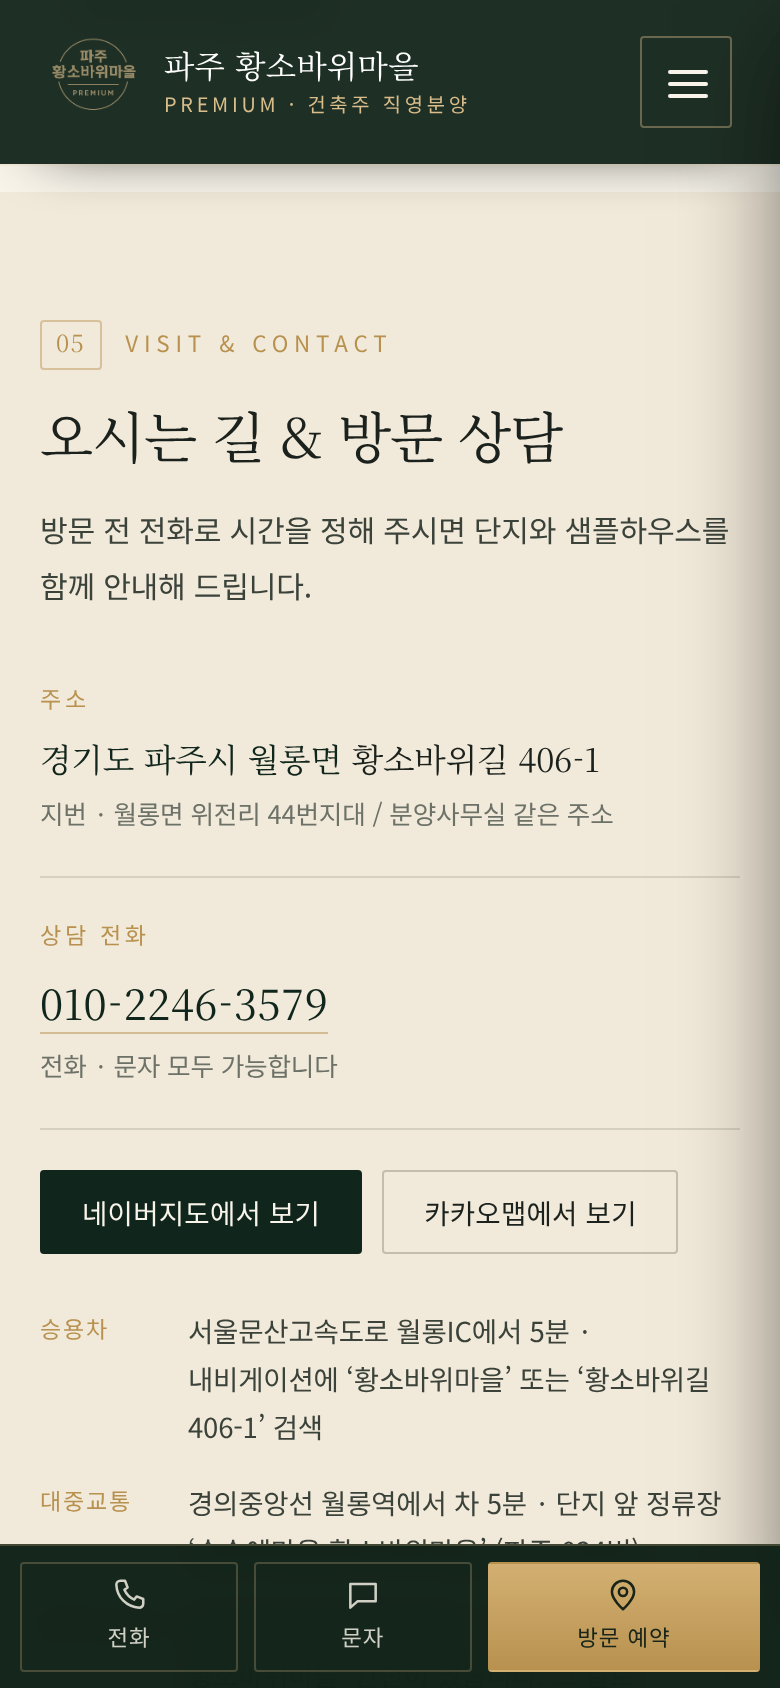 파주
황소바위마을
PREMIUM
파주 황소바위마을
PREMIUM · 건축주 직영분양
05 VISIT & CONTACT
오시는 길 & 방문 상담
방문 전 전화로 시간을 정해 주시면 단지와 샘플하우스를
함께 안내해 드립니다.
주소
경기도 파주시 월롱면 황소바위길 406-1
지번 · 월롱면 위전리 44번지대 / 분양사무실 같은 주소
상담 전화
010-2246-3579
전화 · 문자 모두 가능합니다
네이버지도에서 보기 카카오맵에서 보기
승용차 서울문산고속도로 월롱IC에서 5분 ·
내비게이션에 ‘황소바위마을’ 또는 ‘황소바위길
406-1’ 검색
대중교통 경의중앙선 월롱역에서 차 5분 · 단지 앞 정류장
전화 문자 방문 예약